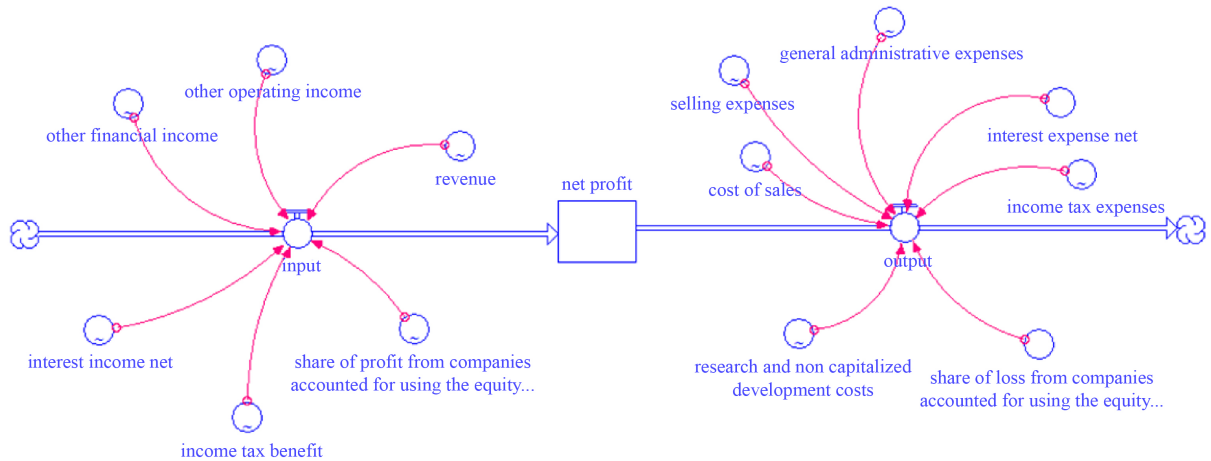 general administrative expenses
other operating income
selling expenses
other financial income
interest expense net
revenue
net profit
cost of sales
income tax expenses
input
output
interest income net
share of profit from companies
accounted for using the equity...
research and non capitalized
development costs
share of loss from companies
accounted for using the equity...
income tax benefit